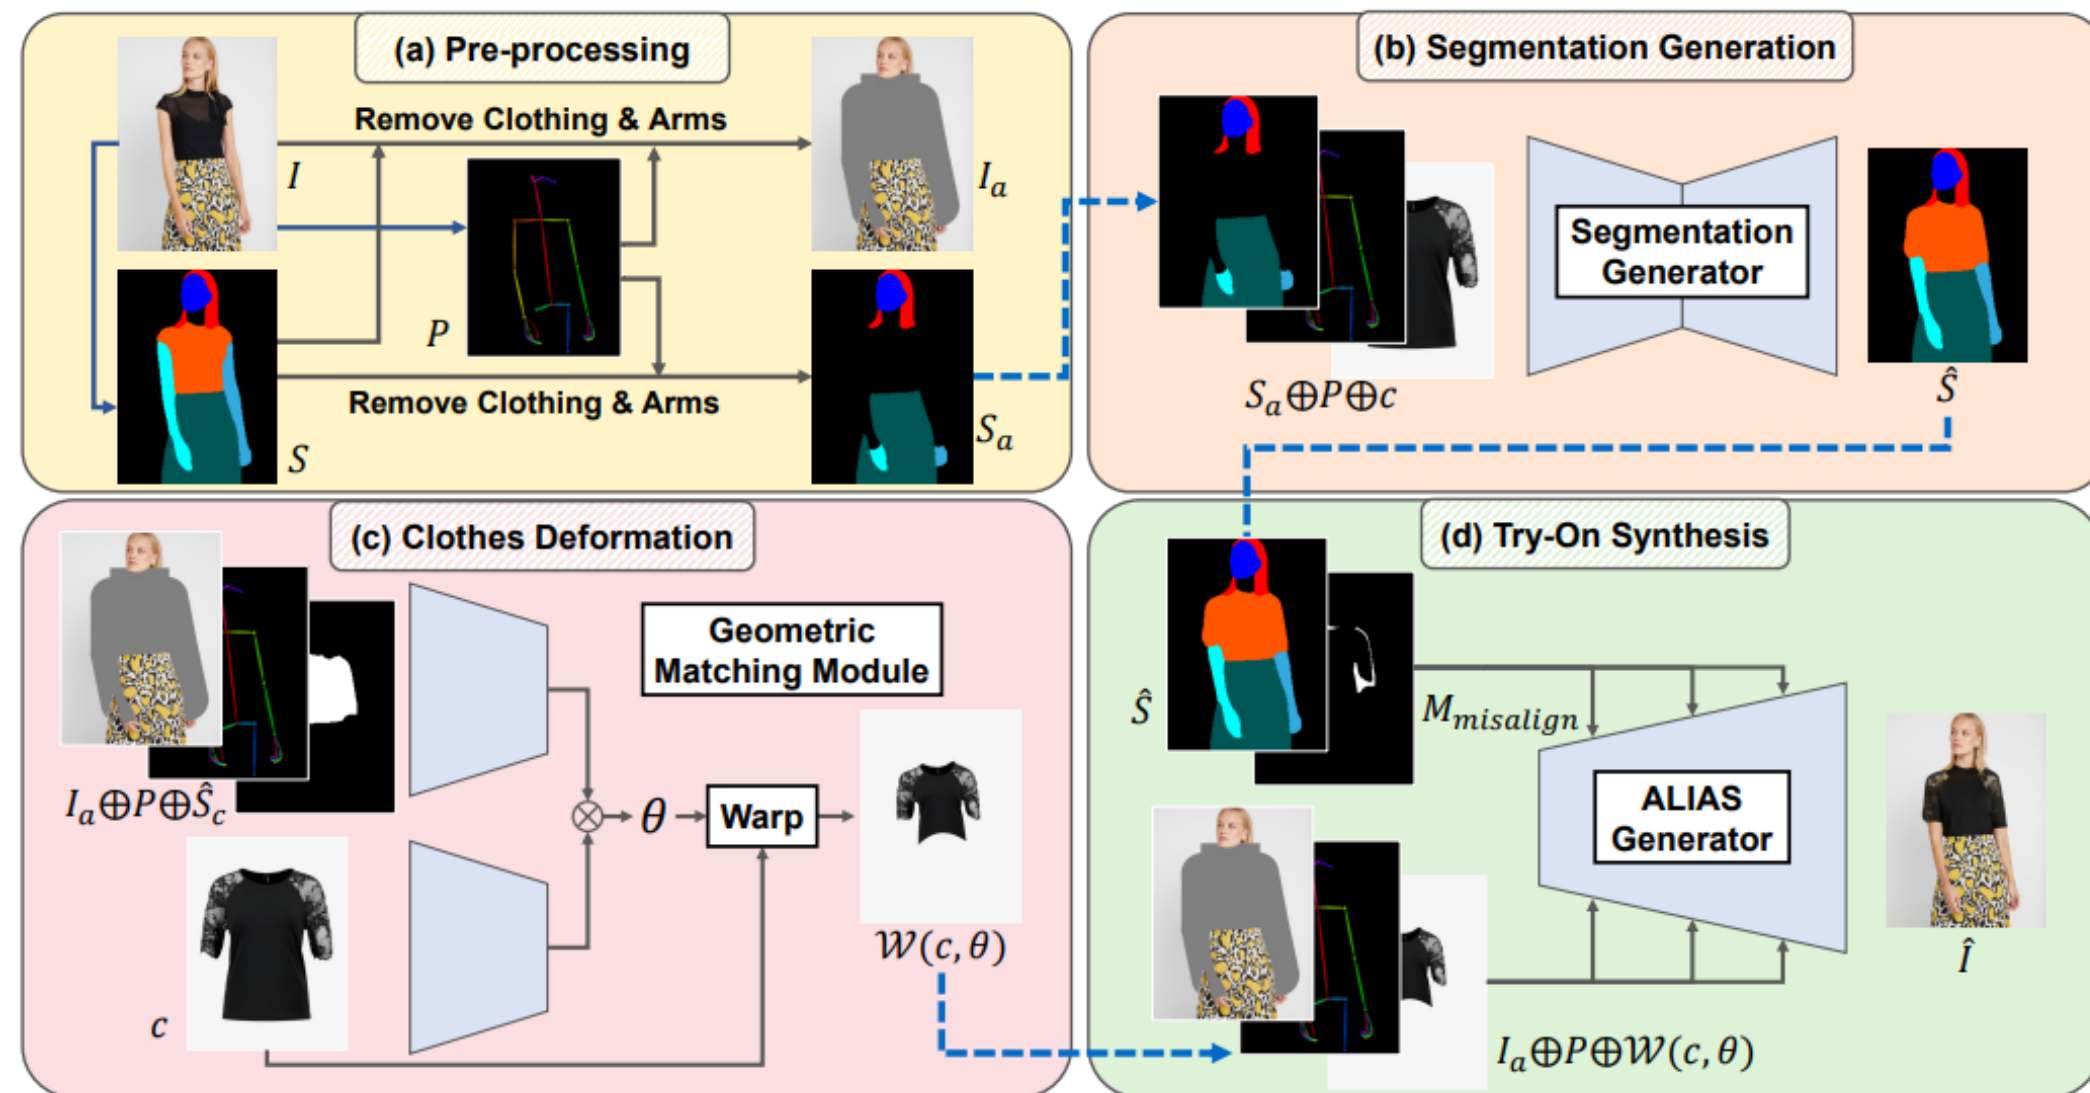 (a) Pre-processing
Remove Clothing & Arms
I
I_a
P
Remove Clothing & Arms
S
S_a
(b) Segmentation Generation
Segmentation
Generator
S_a⊕P⊕c
Ŝ
(c) Clothes Deformation
Geometric
Matching Module
I_a⊕P⊕Ŝ_c
θ
Warp
c
𝒲(c, θ)
(d) Try-On Synthesis
Ŝ
M_misalign
ALIAS
Generator
Î
I_a⊕P⊕𝒲(c, θ)